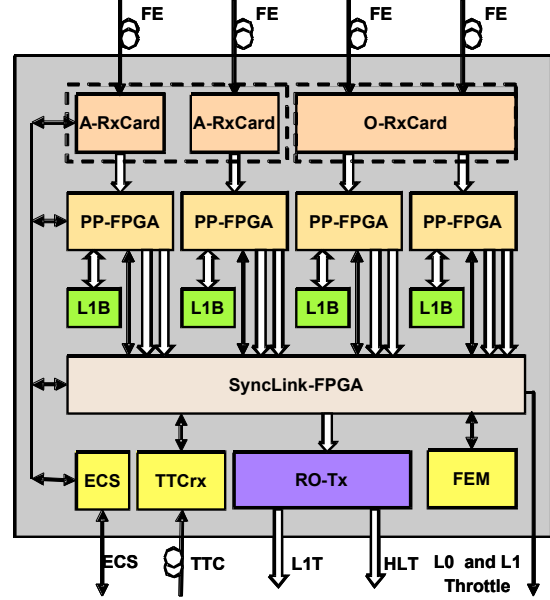 FE FE FE FE
A-RxCard A-RxCard O-RxCard
PP-FPGA PP-FPGA PP-FPGA PP-FPGA
L1B L1B L1B L1B
SyncLink-FPGA
ECS TTCrx RO-Tx FEM
ECS TTC L1T HLT L0 and L1
Throttle